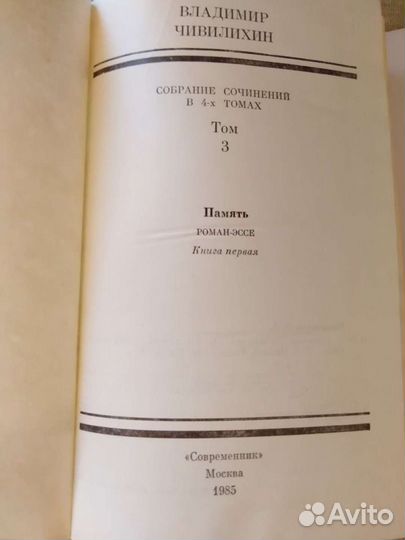 ВЛАДИМИР
ЧИВИЛИХИН
СОБРАНИЕ СОЧИНЕНИЙ
В 4-х ТОМАХ
Том
3
Память
РОМАН-ЭССЕ
Книга первая
«Современник»
Москва
1985
Avito